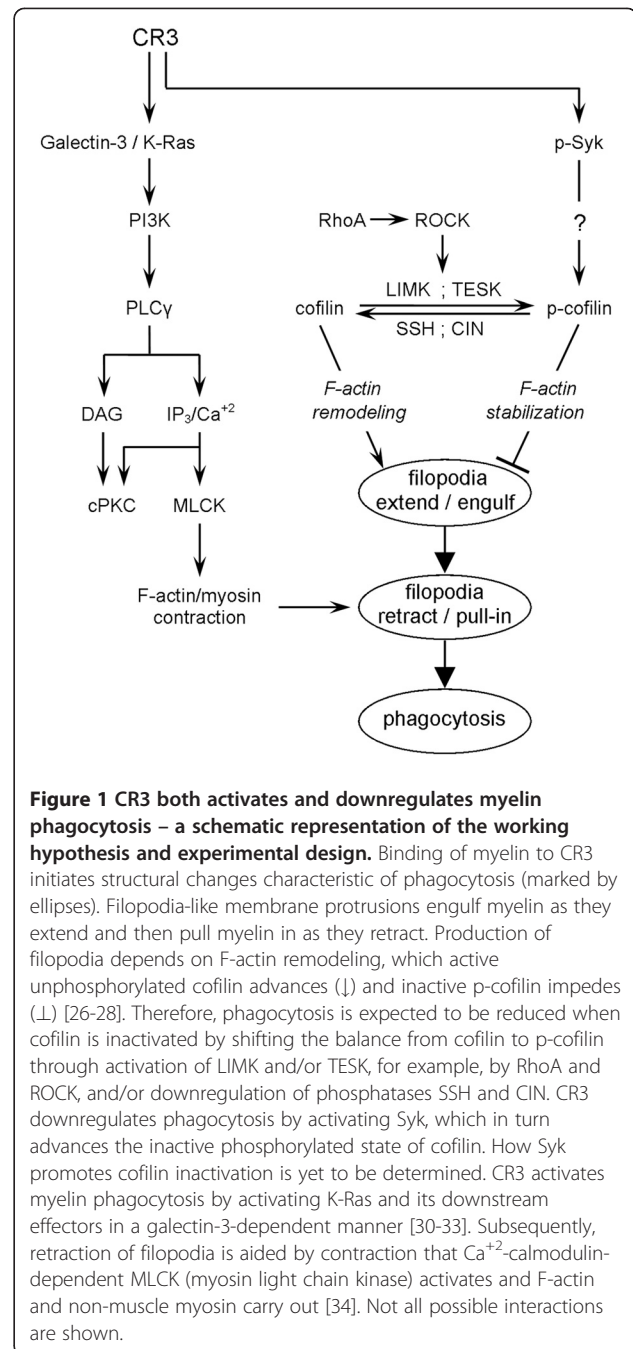 CR3
Galectin-3 / K-Ras
p-Syk
PI3K
RhoA
ROCK
?
PLCγ
LIMK ; TESK
cofilin
p-cofilin
SSH ; CIN
DAG
IP₃/Ca⁺²
F-actin
remodeling
F-actin
stabilization
cPKC
MLCK
filopodia
extend / engulf
F-actin/myosin
contraction
filopodia
retract / pull-in
phagocytosis
Figure 1 CR3 both activates and downregulates myelin
phagocytosis – a schematic representation of the working
hypothesis and experimental design. Binding of myelin to CR3
initiates structural changes characteristic of phagocytosis (marked by
ellipses). Filopodia-like membrane protrusions engulf myelin as they
extend and then pull myelin in as they retract. Production of
filopodia depends on F-actin remodeling, which active
unphosphorylated cofilin advances (↓) and inactive p-cofilin impedes
(⊥) [26-28]. Therefore, phagocytosis is expected to be reduced when
cofilin is inactivated by shifting the balance from cofilin to p-cofilin
through activation of LIMK and/or TESK, for example, by RhoA and
ROCK, and/or downregulation of phosphatases SSH and CIN. CR3
downregulates phagocytosis by activating Syk, which in turn
advances the inactive phosphorylated state of cofilin. How Syk
promotes cofilin inactivation is yet to be determined. CR3 activates
myelin phagocytosis by activating K-Ras and its downstream
effectors in a galectin-3-dependent manner [30-33]. Subsequently,
retraction of filopodia is aided by contraction that Ca⁺²-calmodulin-
dependent MLCK (myosin light chain kinase) activates and F-actin
and non-muscle myosin carry out [34]. Not all possible interactions
are shown.